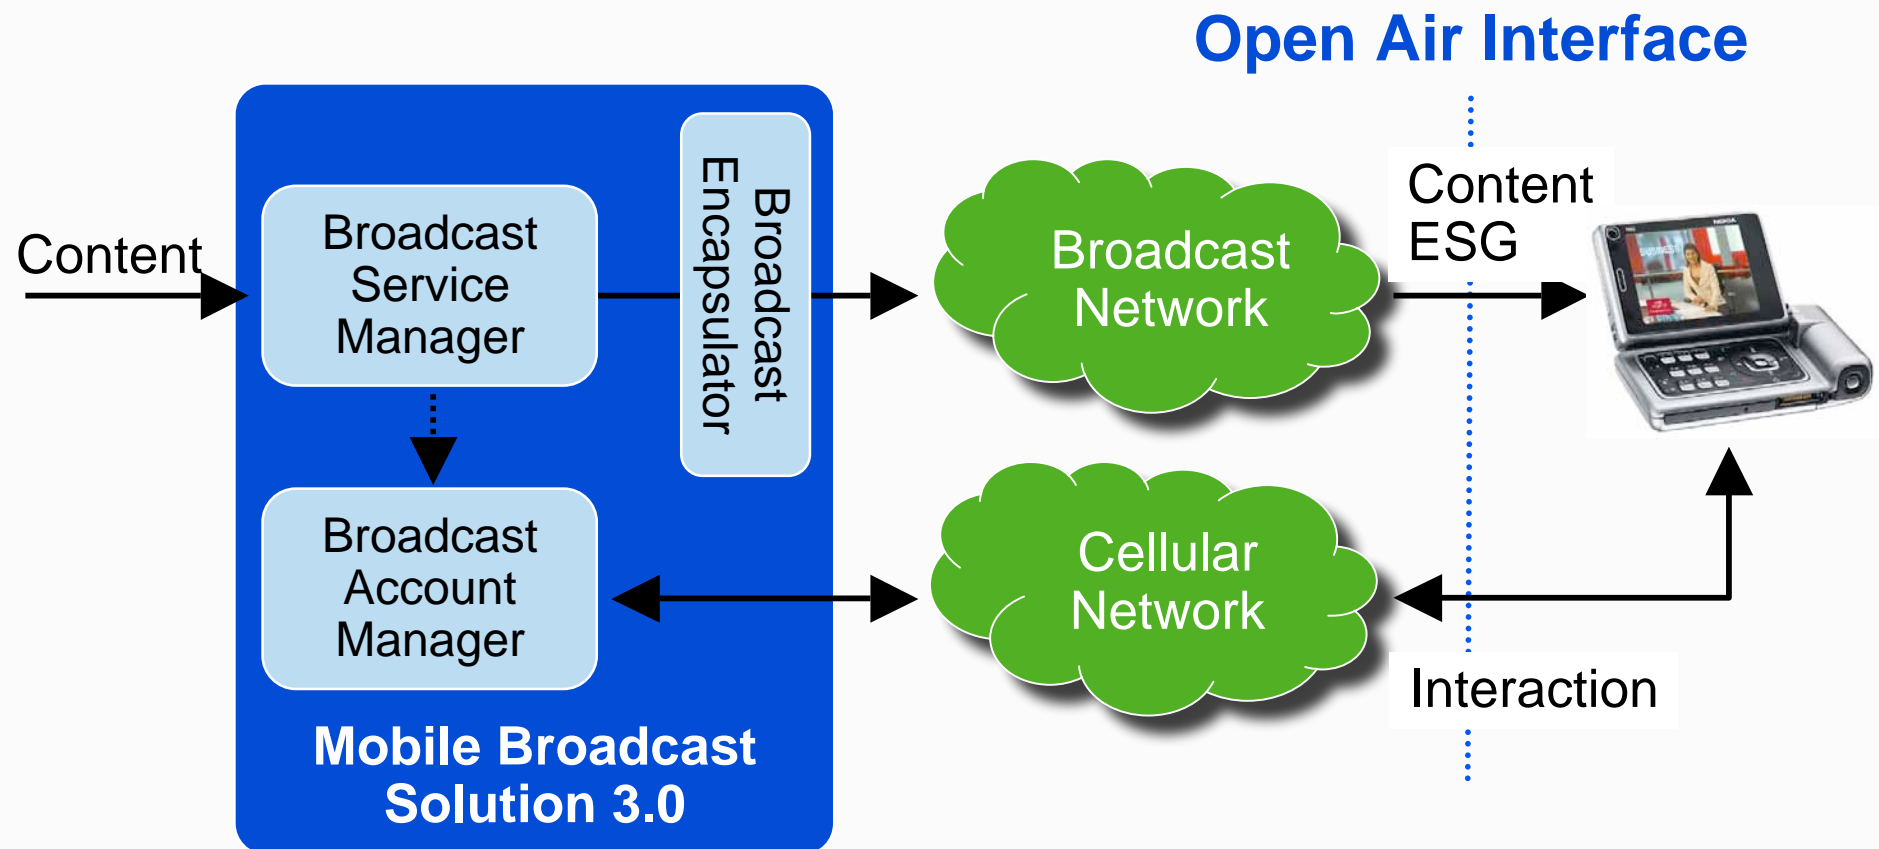 Open Air Interface
Content
Broadcast
Service
Manager
Broadcast
Encapsulator
Broadcast
Network
Content
ESG
NOKIA
Broadcast
Account
Manager
Cellular
Network
Interaction
Mobile Broadcast
Solution 3.0